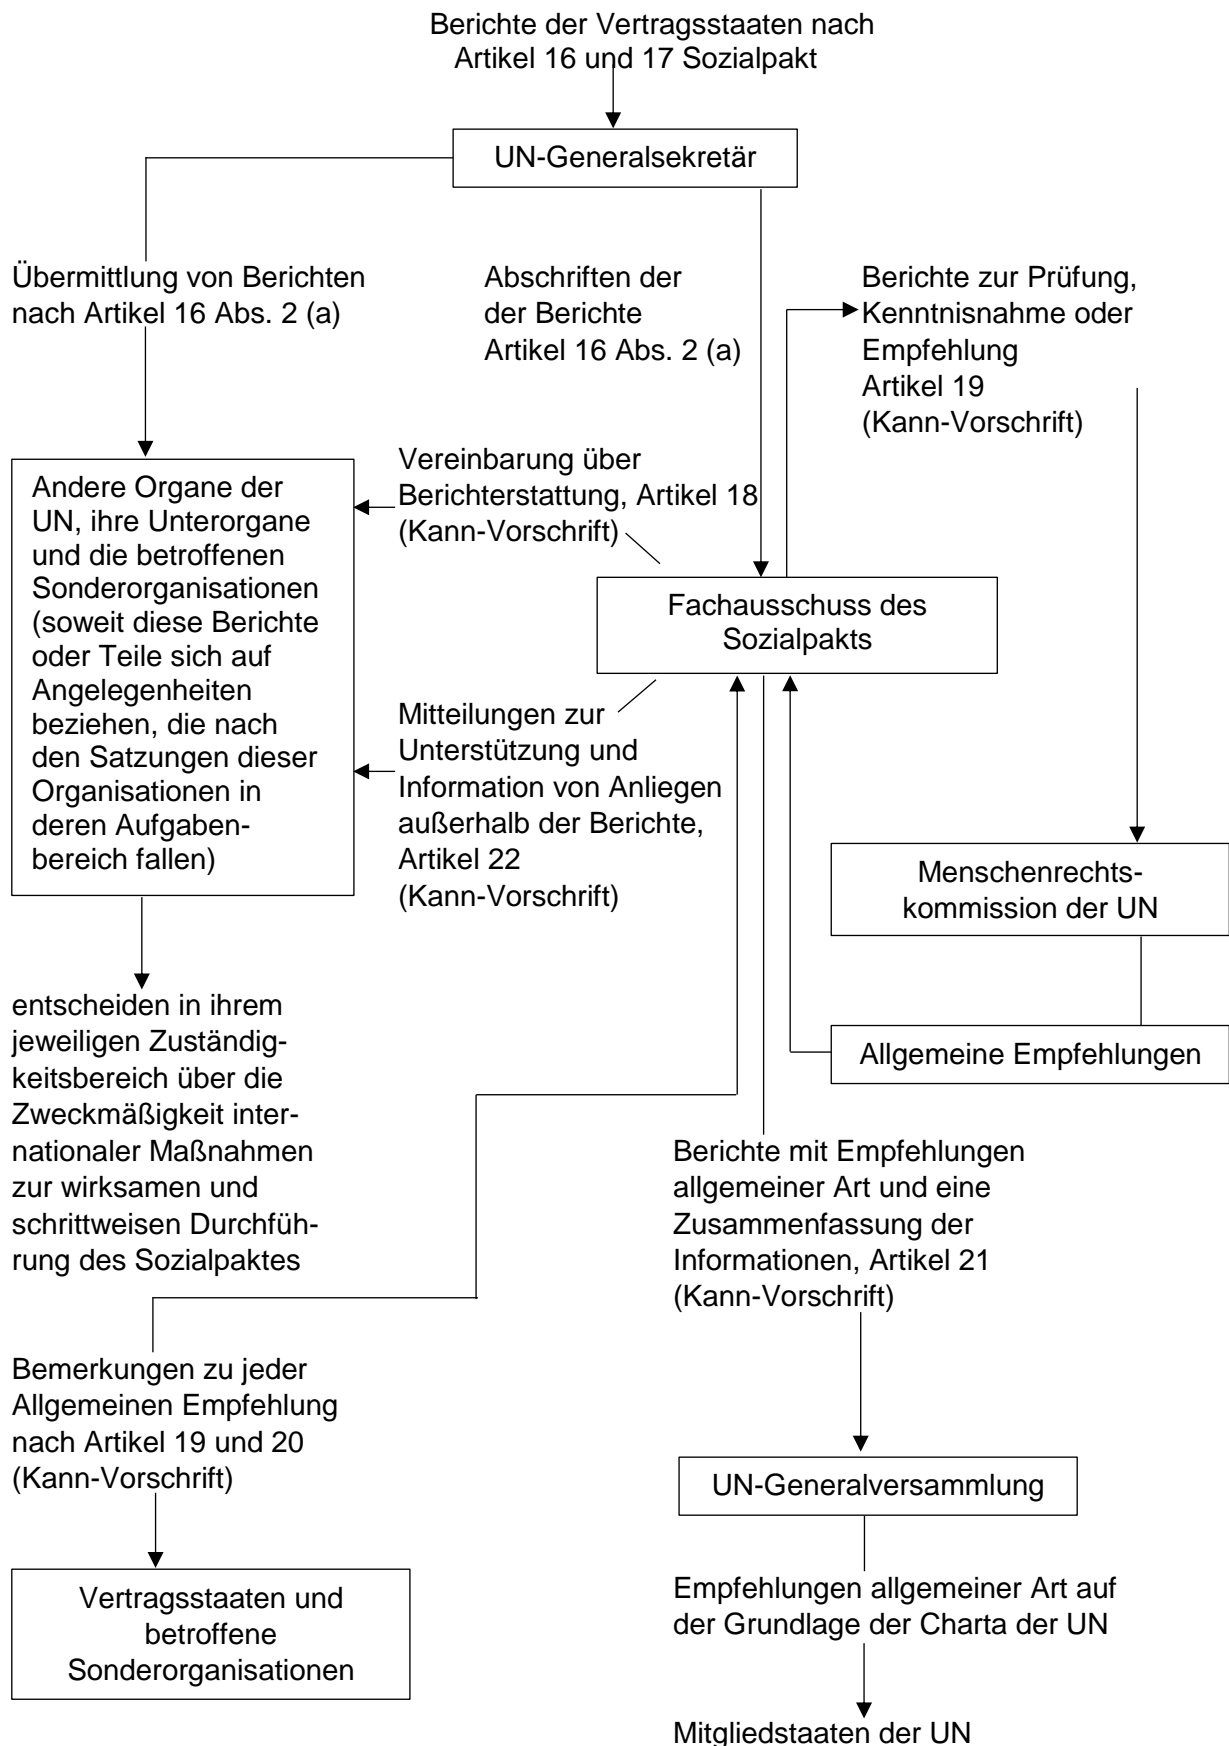 Berichte der Vertragsstaaten nach
Artikel 16 und 17 Sozialpakt
UN-Generalsekretär
Übermittlung von Berichten
nach Artikel 16 Abs. 2 (a)
Abschriften der
der Berichte
Artikel 16 Abs. 2 (a)
Berichte zur Prüfung,
Kenntnisnahme oder
Empfehlung
Artikel 19
(Kann-Vorschrift)
Vereinbarung über
Berichterstattung, Artikel 18
(Kann-Vorschrift)
Andere Organe der
UN, ihre Unterorgane
und die betroffenen
Sonderorganisationen
(soweit diese Berichte
oder Teile sich auf
Angelegenheiten
beziehen, die nach
den Satzungen dieser
Organisationen in
deren Aufgaben-
bereich fallen)
Fachausschuss des
Sozialpakts
Mitteilungen zur
Unterstützung und
Information von Anliegen
außerhalb der Berichte,
Artikel 22
(Kann-Vorschrift)
Menschenrechts-
kommission der UN
Allgemeine Empfehlungen
entscheiden in ihrem
jeweiligen Zuständig-
keitsbereich über die
Zweckmäßigkeit inter-
nationaler Maßnahmen
zur wirksamen und
schrittweisen Durchfüh-
rung des Sozialpaktes
Berichte mit Empfehlungen
allgemeiner Art und eine
Zusammenfassung der
Informationen, Artikel 21
(Kann-Vorschrift)
Bemerkungen zu jeder
Allgemeinen Empfehlung
nach Artikel 19 und 20
(Kann-Vorschrift)
UN-Generalversammlung
Vertragsstaaten und
betroffene
Sonderorganisationen
Empfehlungen allgemeiner Art auf
der Grundlage der Charta der UN
Mitgliedstaaten der UN